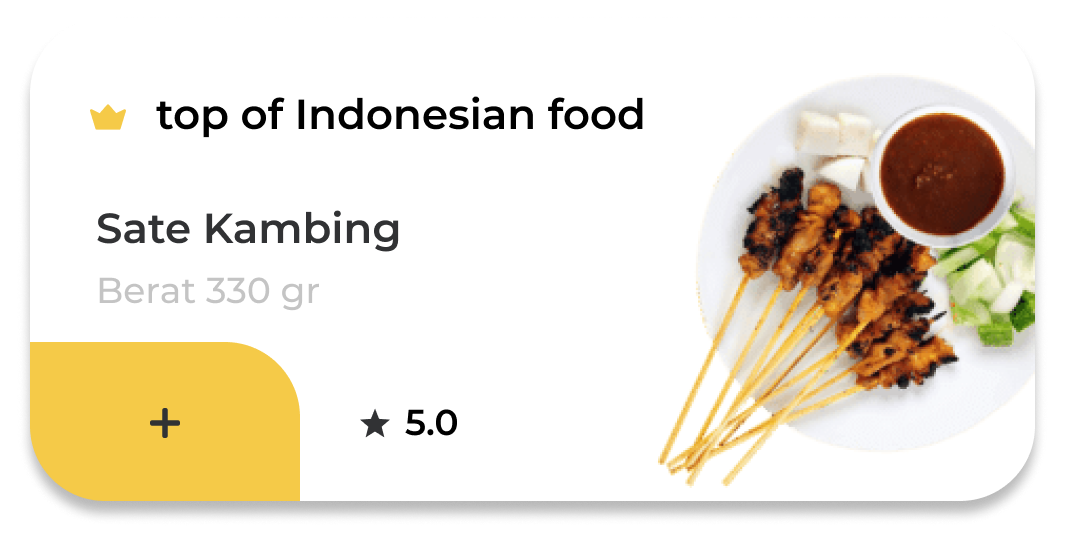 top of Indonesian food
Sate Kambing
Berat 330 gr
+
5.0